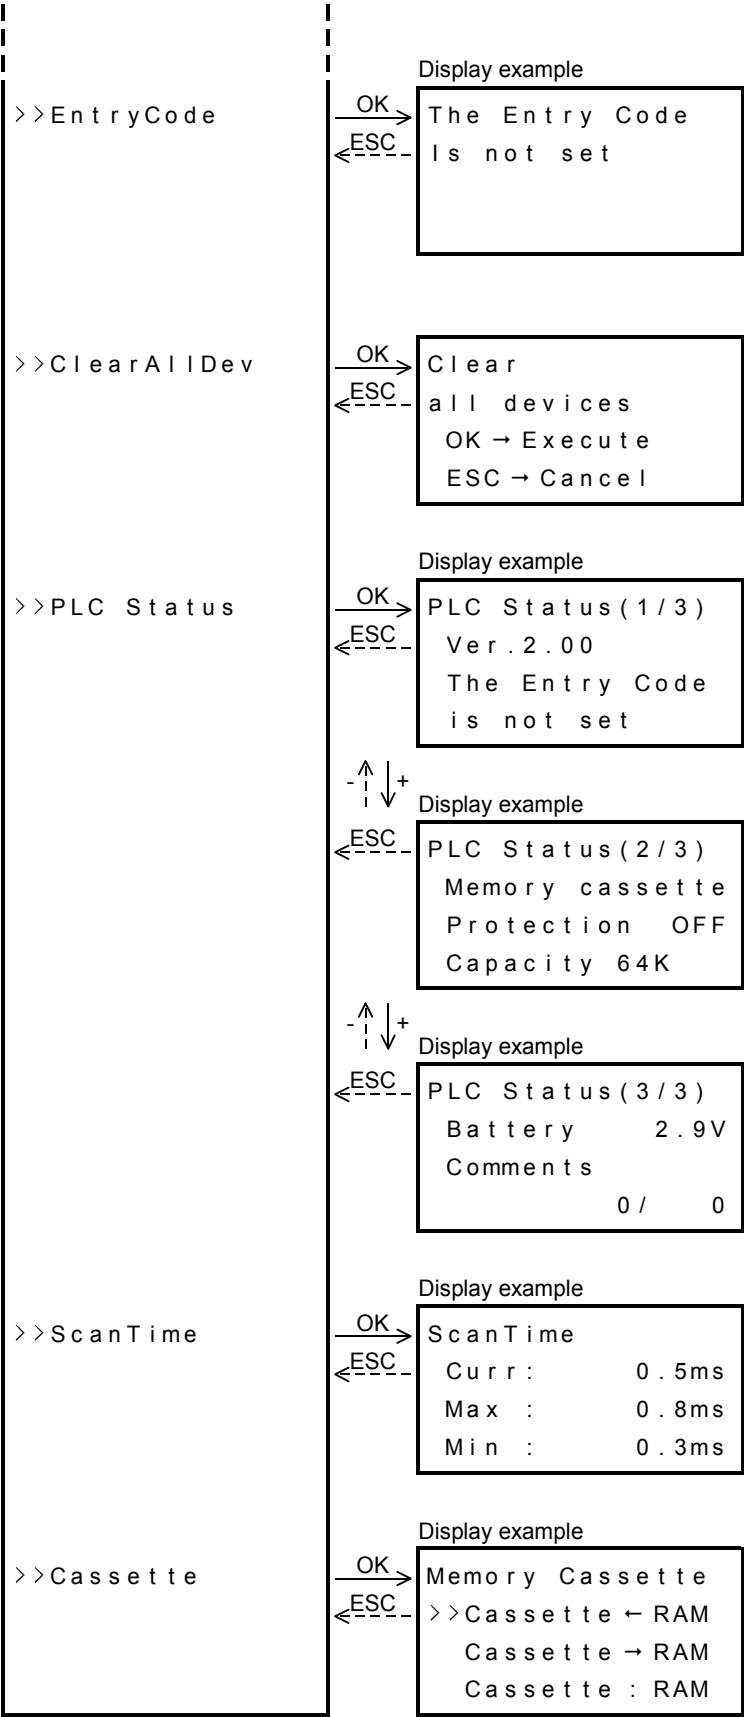 Display example
>>EntryCode
OK
ESC
The Entry Code
Is not set
>>ClearAllDev
OK
ESC
Clear
all devices
OK → Execute
ESC → Cancel
Display example
>>PLC Status
OK
ESC
PLC Status(1/3)
Ver.2.00
The Entry Code
is not set
- +
Display example
ESC
PLC Status(2/3)
Memory cassette
Protection OFF
Capacity 64K
- +
Display example
ESC
PLC Status(3/3)
Battery 2.9V
Comments
0/ 0
Display example
>>ScanTime
OK
ESC
ScanTime
Curr: 0.5ms
Max : 0.8ms
Min : 0.3ms
Display example
>>Cassette
OK
ESC
Memory Cassette
>>Cassette ← RAM
Cassette → RAM
Cassette : RAM